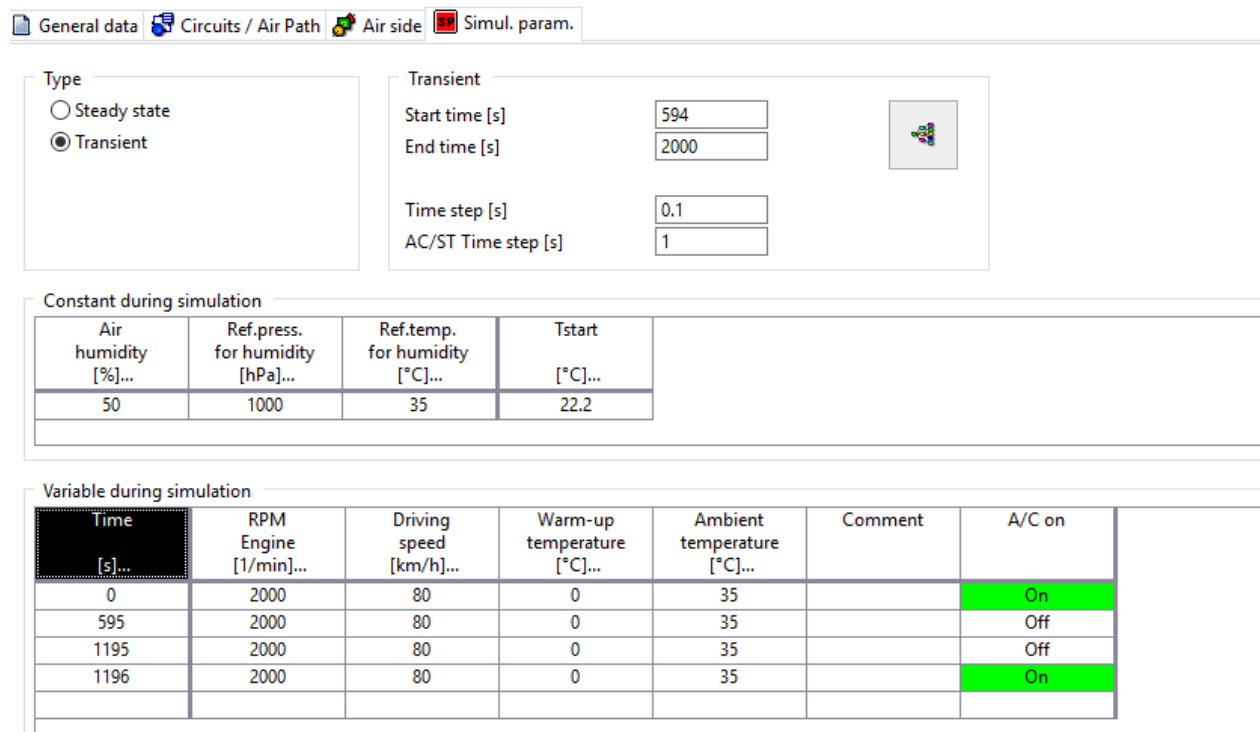 General data Circuits / Air Path Air side SP Simul. param.
Type
Steady state
Transient
Transient
Start time [s] 594
End time [s] 2000
Time step [s] 0.1
AC/ST Time step [s] 1
Constant during simulation
Air Ref.press. Ref.temp. Tstart
humidity for humidity for humidity
[%]... [hPa]... [°C]... [°C]...
50 1000 35 22.2
Variable during simulation
Time RPM Driving Warm-up Ambient Comment A/C on
Engine speed temperature temperature
[s]... [1/min]... [km/h]... [°C]... [°C]...
0 2000 80 0 35 On
595 2000 80 0 35 Off
1195 2000 80 0 35 Off
1196 2000 80 0 35 On